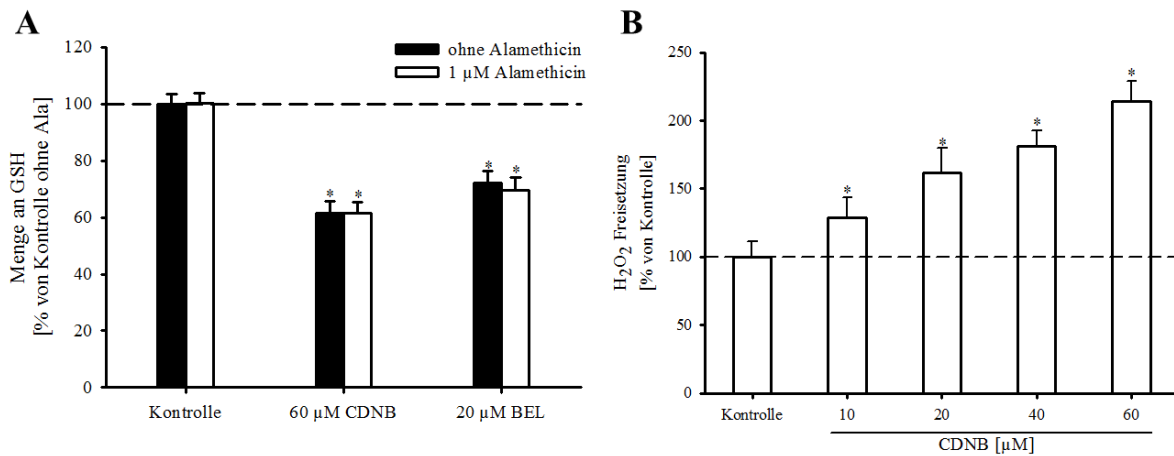 A
Menge an GSH
[% von Kontrolle ohne Ala]
120
100
80
60
40
20
0
ohne Alamethicin
1 µM Alamethicin
* *
* *
Kontrolle 60 µM CDNB 20 µM BEL
B
H₂O₂ Freisetzung
[% von Kontrolle]
250
200
150
100
50
0
*
*
*
*
Kontrolle 10 20 40 60
CDNB [µM]